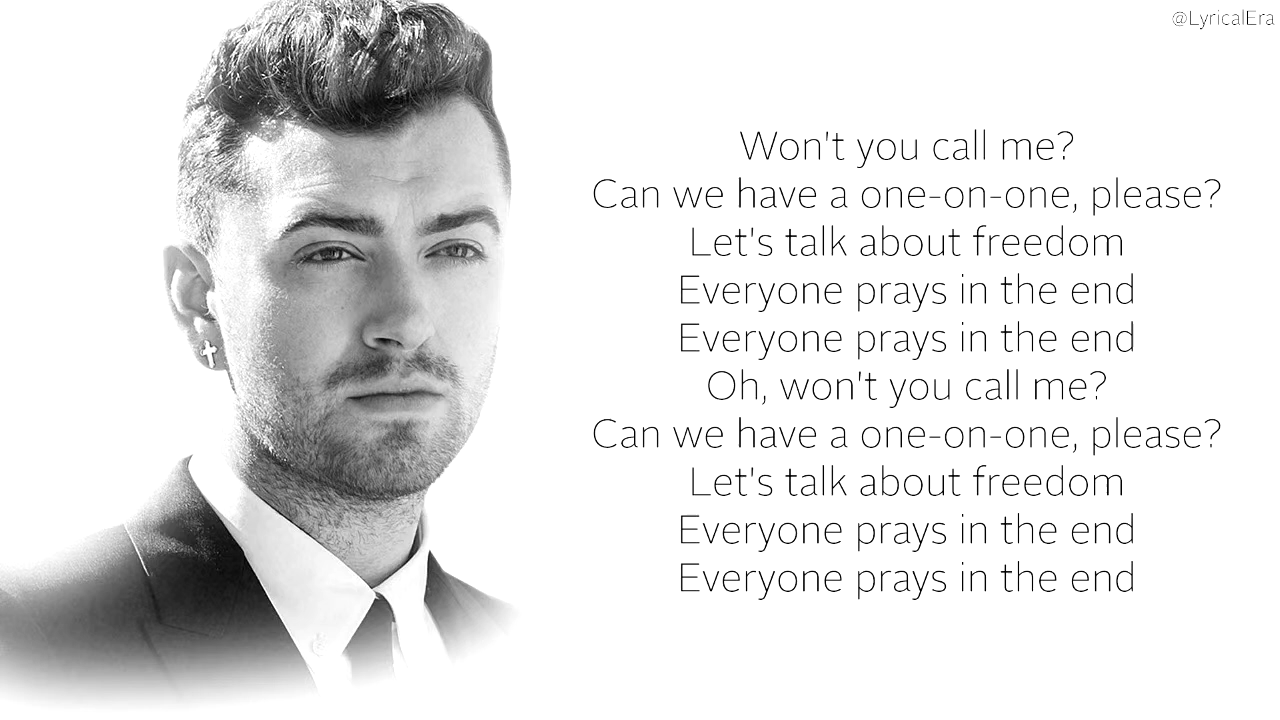 @LyricalEra
Won't you call me?
Can we have a one-on-one, please?
Let's talk about freedom
Everyone prays in the end
Everyone prays in the end
Oh, won't you call me?
Can we have a one-on-one, please?
Let's talk about freedom
Everyone prays in the end
Everyone prays in the end